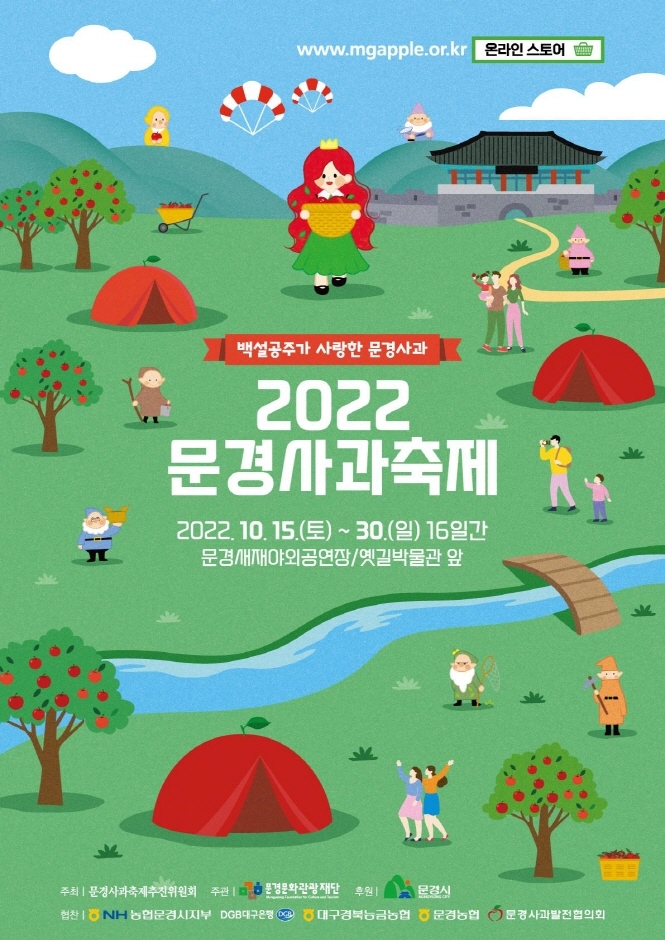 www.mgapple.or.kr 온라인 스토어
백설공주가 사랑한 문경사과
2022
문경사과축제
2022. 10. 15.(토) ~ 30.(일) 16일간
문경새재야외공연장/옛길박물관 앞
주최 | 문경사과축제추진위원회 주관 | 문경문화관광재단 후원 | 문경시
협찬 | NH 농협문경시지부 DGB대구은행 DGB 대구경북능금농협 문경농협 문경사과발전협의회